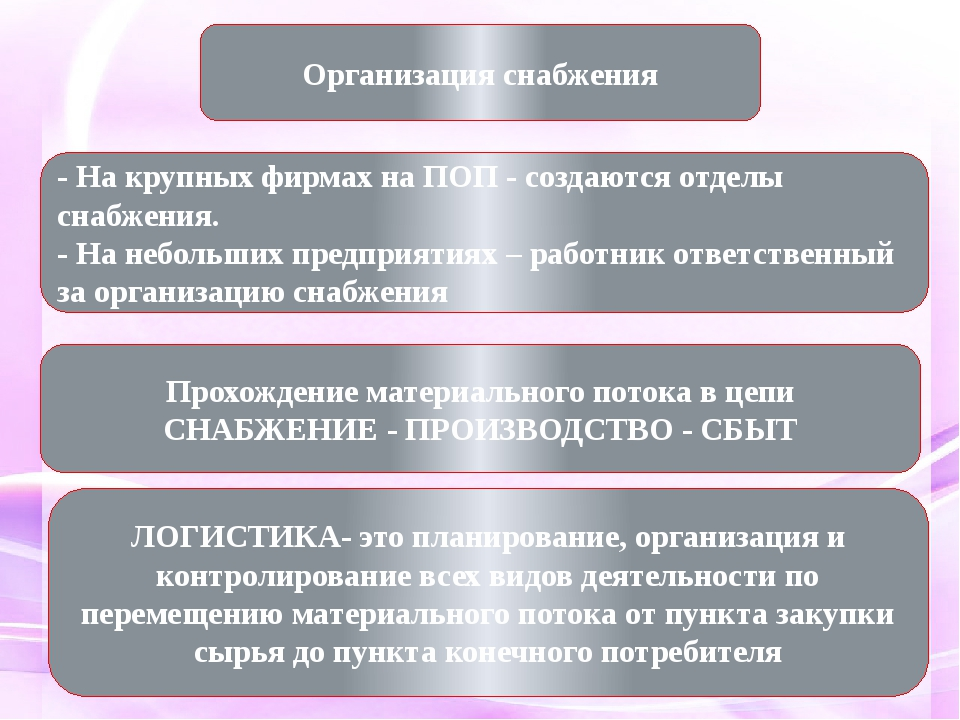 Организация снабжения
- На крупных фирмах на ПОП - создаются отделы
снабжения.
- На небольших предприятиях – работник ответственный
за организацию снабжения
Прохождение материального потока в цепи
СНАБЖЕНИЕ - ПРОИЗВОДСТВО - СБЫТ
ЛОГИСТИКА- это планирование, организация и
контролирование всех видов деятельности по
перемещению материального потока от пункта закупки
сырья до пункта конечного потребителя